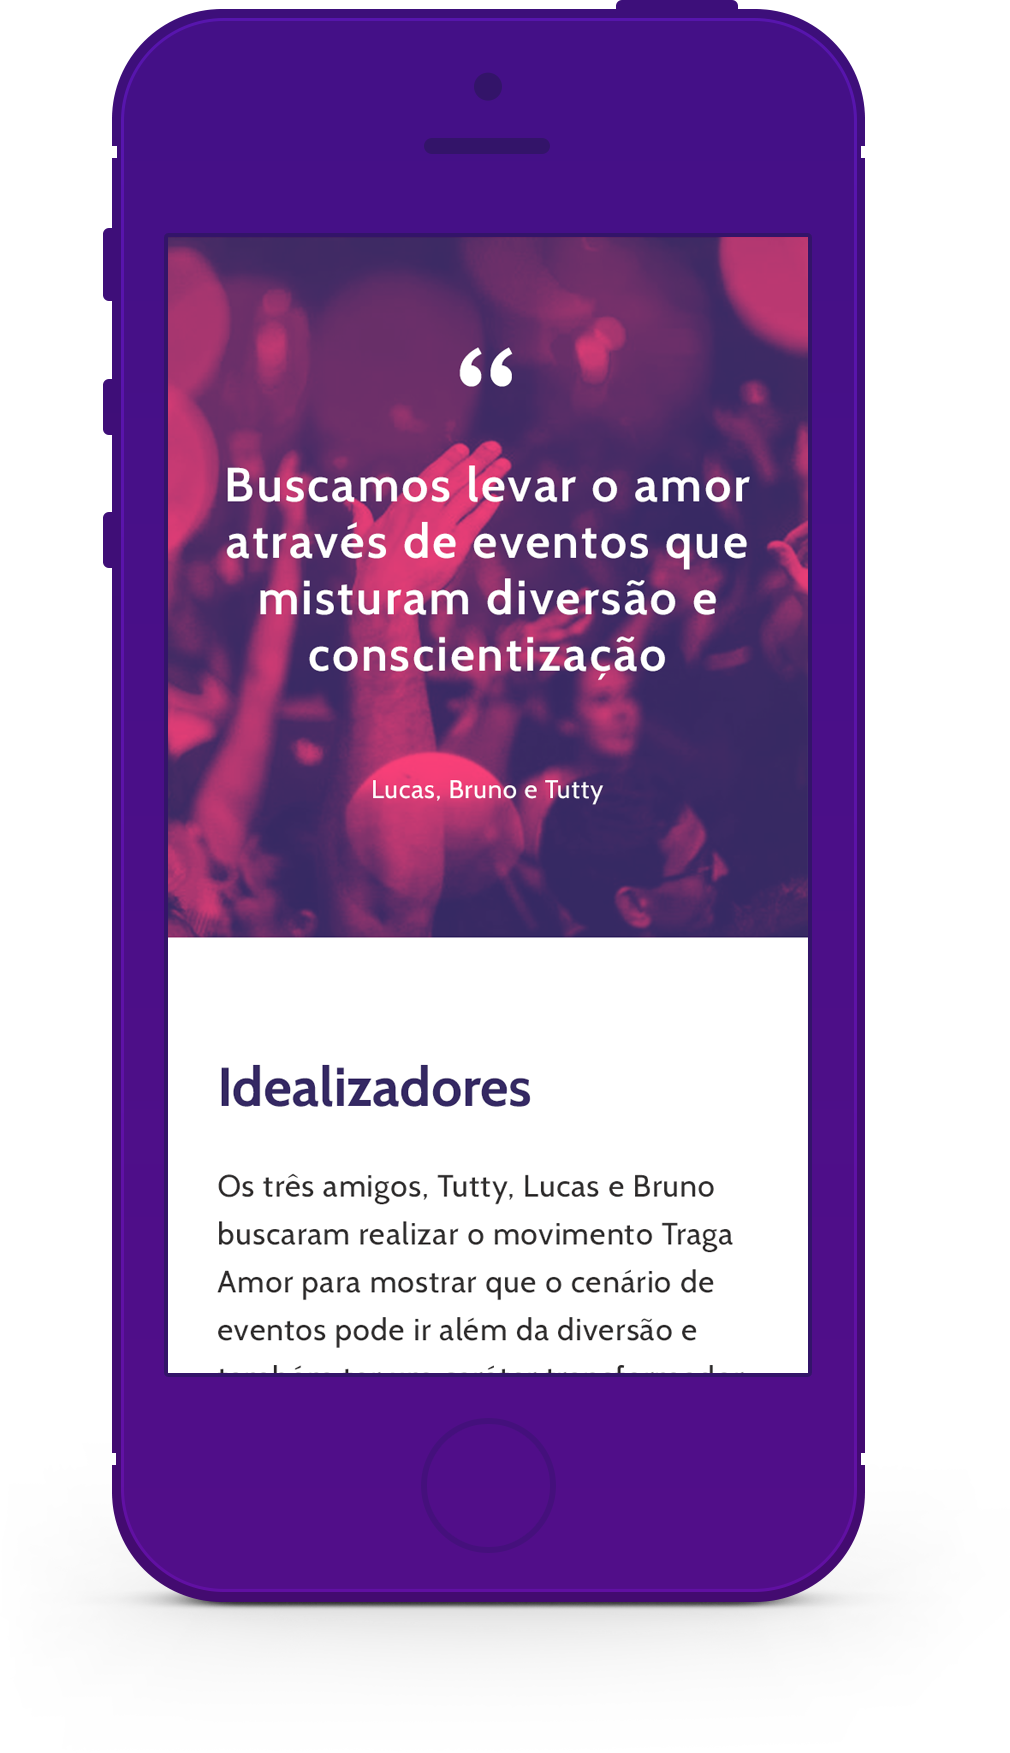 “
Buscamos levar o amor
através de eventos que
misturam diversão e
conscientização
Lucas, Bruno e Tutty
Idealizadores
Os três amigos, Tutty, Lucas e Bruno
buscaram realizar o movimento Traga
Amor para mostrar que o cenário de
eventos pode ir além da diversão e